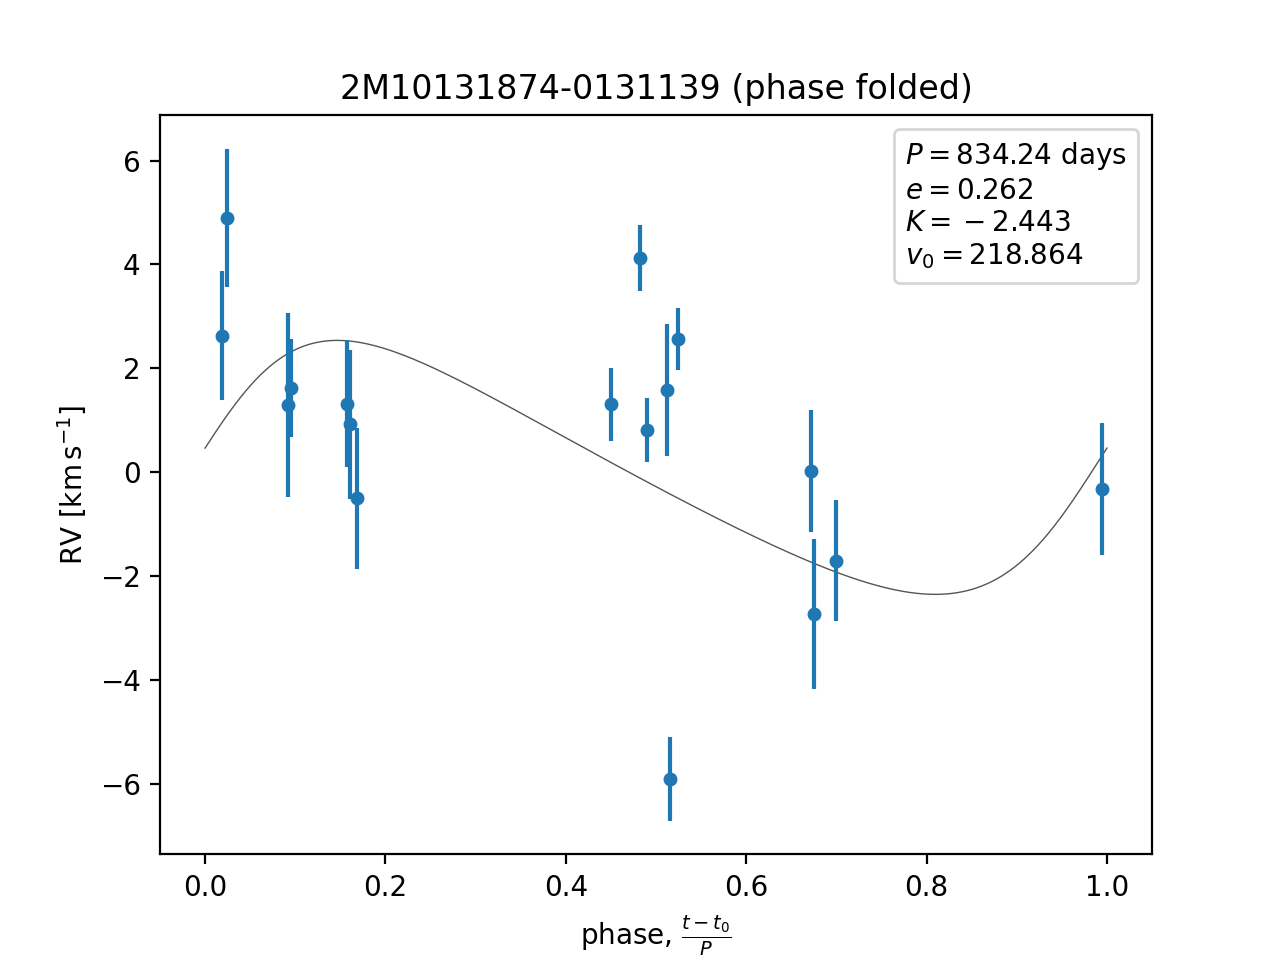 2M10131874-0131139 (phase folded)
P = 834.24 days
e = 0.262
K = −2.443
v₀ = 218.864
6
4
2
0
−2
−4
−6
RV [km s⁻¹]
0.0 0.2 0.4 0.6 0.8 1.0
phase, (t − t₀)/P